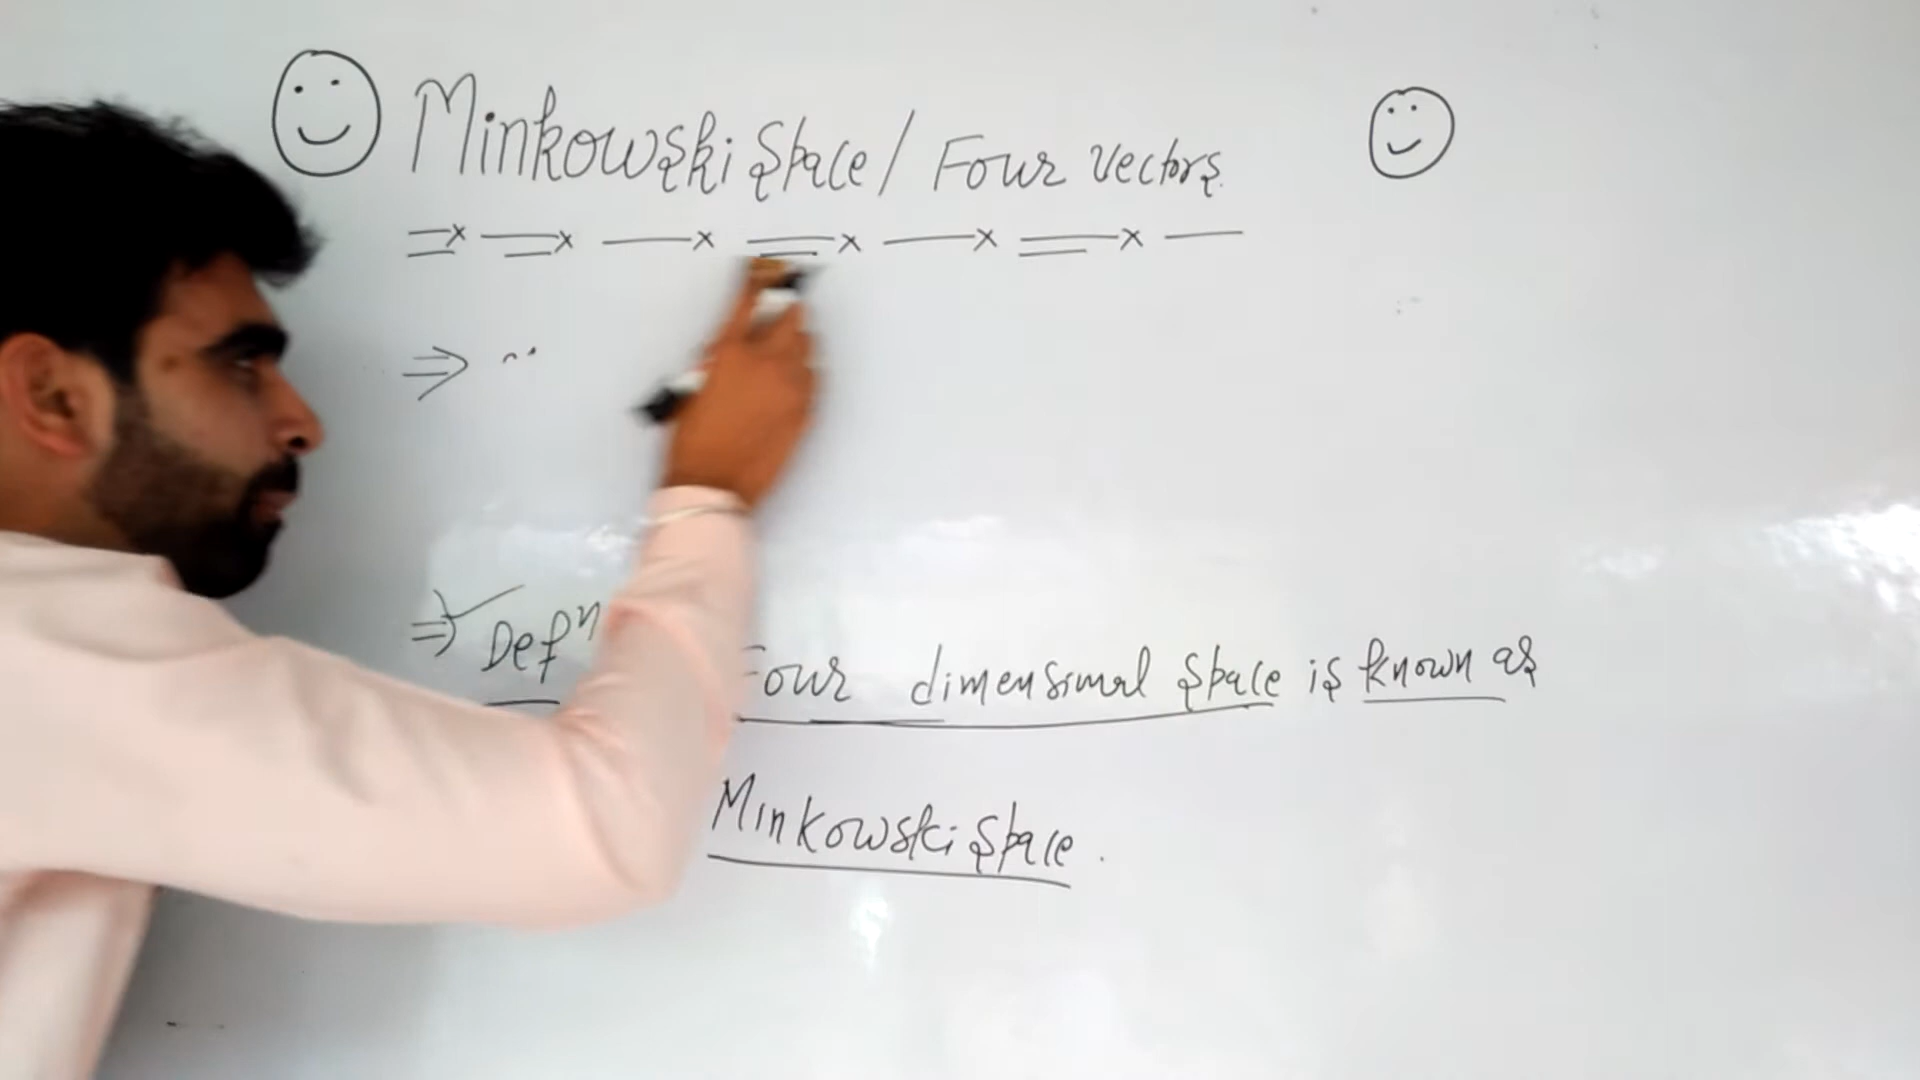 Minkowski Space / Four Vectors.
⇒ ''
⇒ Defⁿ Four dimensional Space is known as
Minkowski Space.